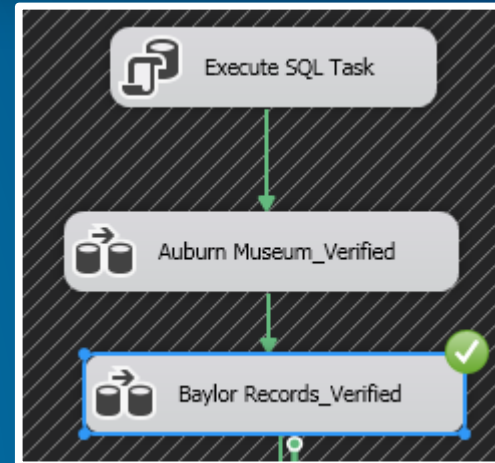 Execute SQL Task
Auburn Museum_Verified
Baylor Records_Verified